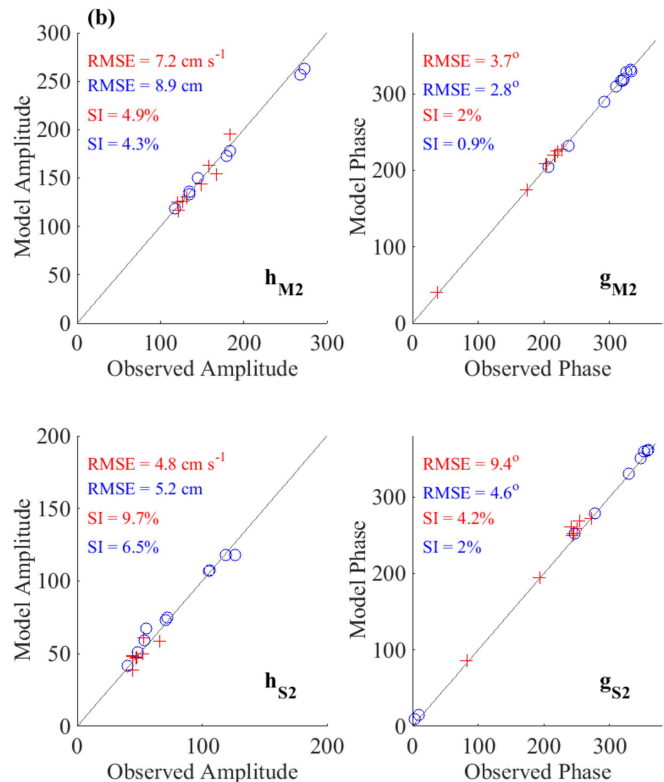 (b)
300
250
200
150
100
50
0
Model Amplitude
RMSE = 7.2 cm s⁻¹
RMSE = 8.9 cm
SI = 4.9%
SI = 4.3%
h_M2
0 100 200 300
Observed Amplitude
300
200
100
0
Model Phase
RMSE = 3.7°
RMSE = 2.8°
SI = 2%
SI = 0.9%
g_M2
0 100 200 300
Observed Phase
200
150
100
50
0
Model Amplitude
RMSE = 4.8 cm s⁻¹
RMSE = 5.2 cm
SI = 9.7%
SI = 6.5%
h_S2
0 100 200
Observed Amplitude
300
200
100
0
Model Phase
RMSE = 9.4°
RMSE = 4.6°
SI = 4.2%
SI = 2%
g_S2
0 100 200 300
Observed Phase